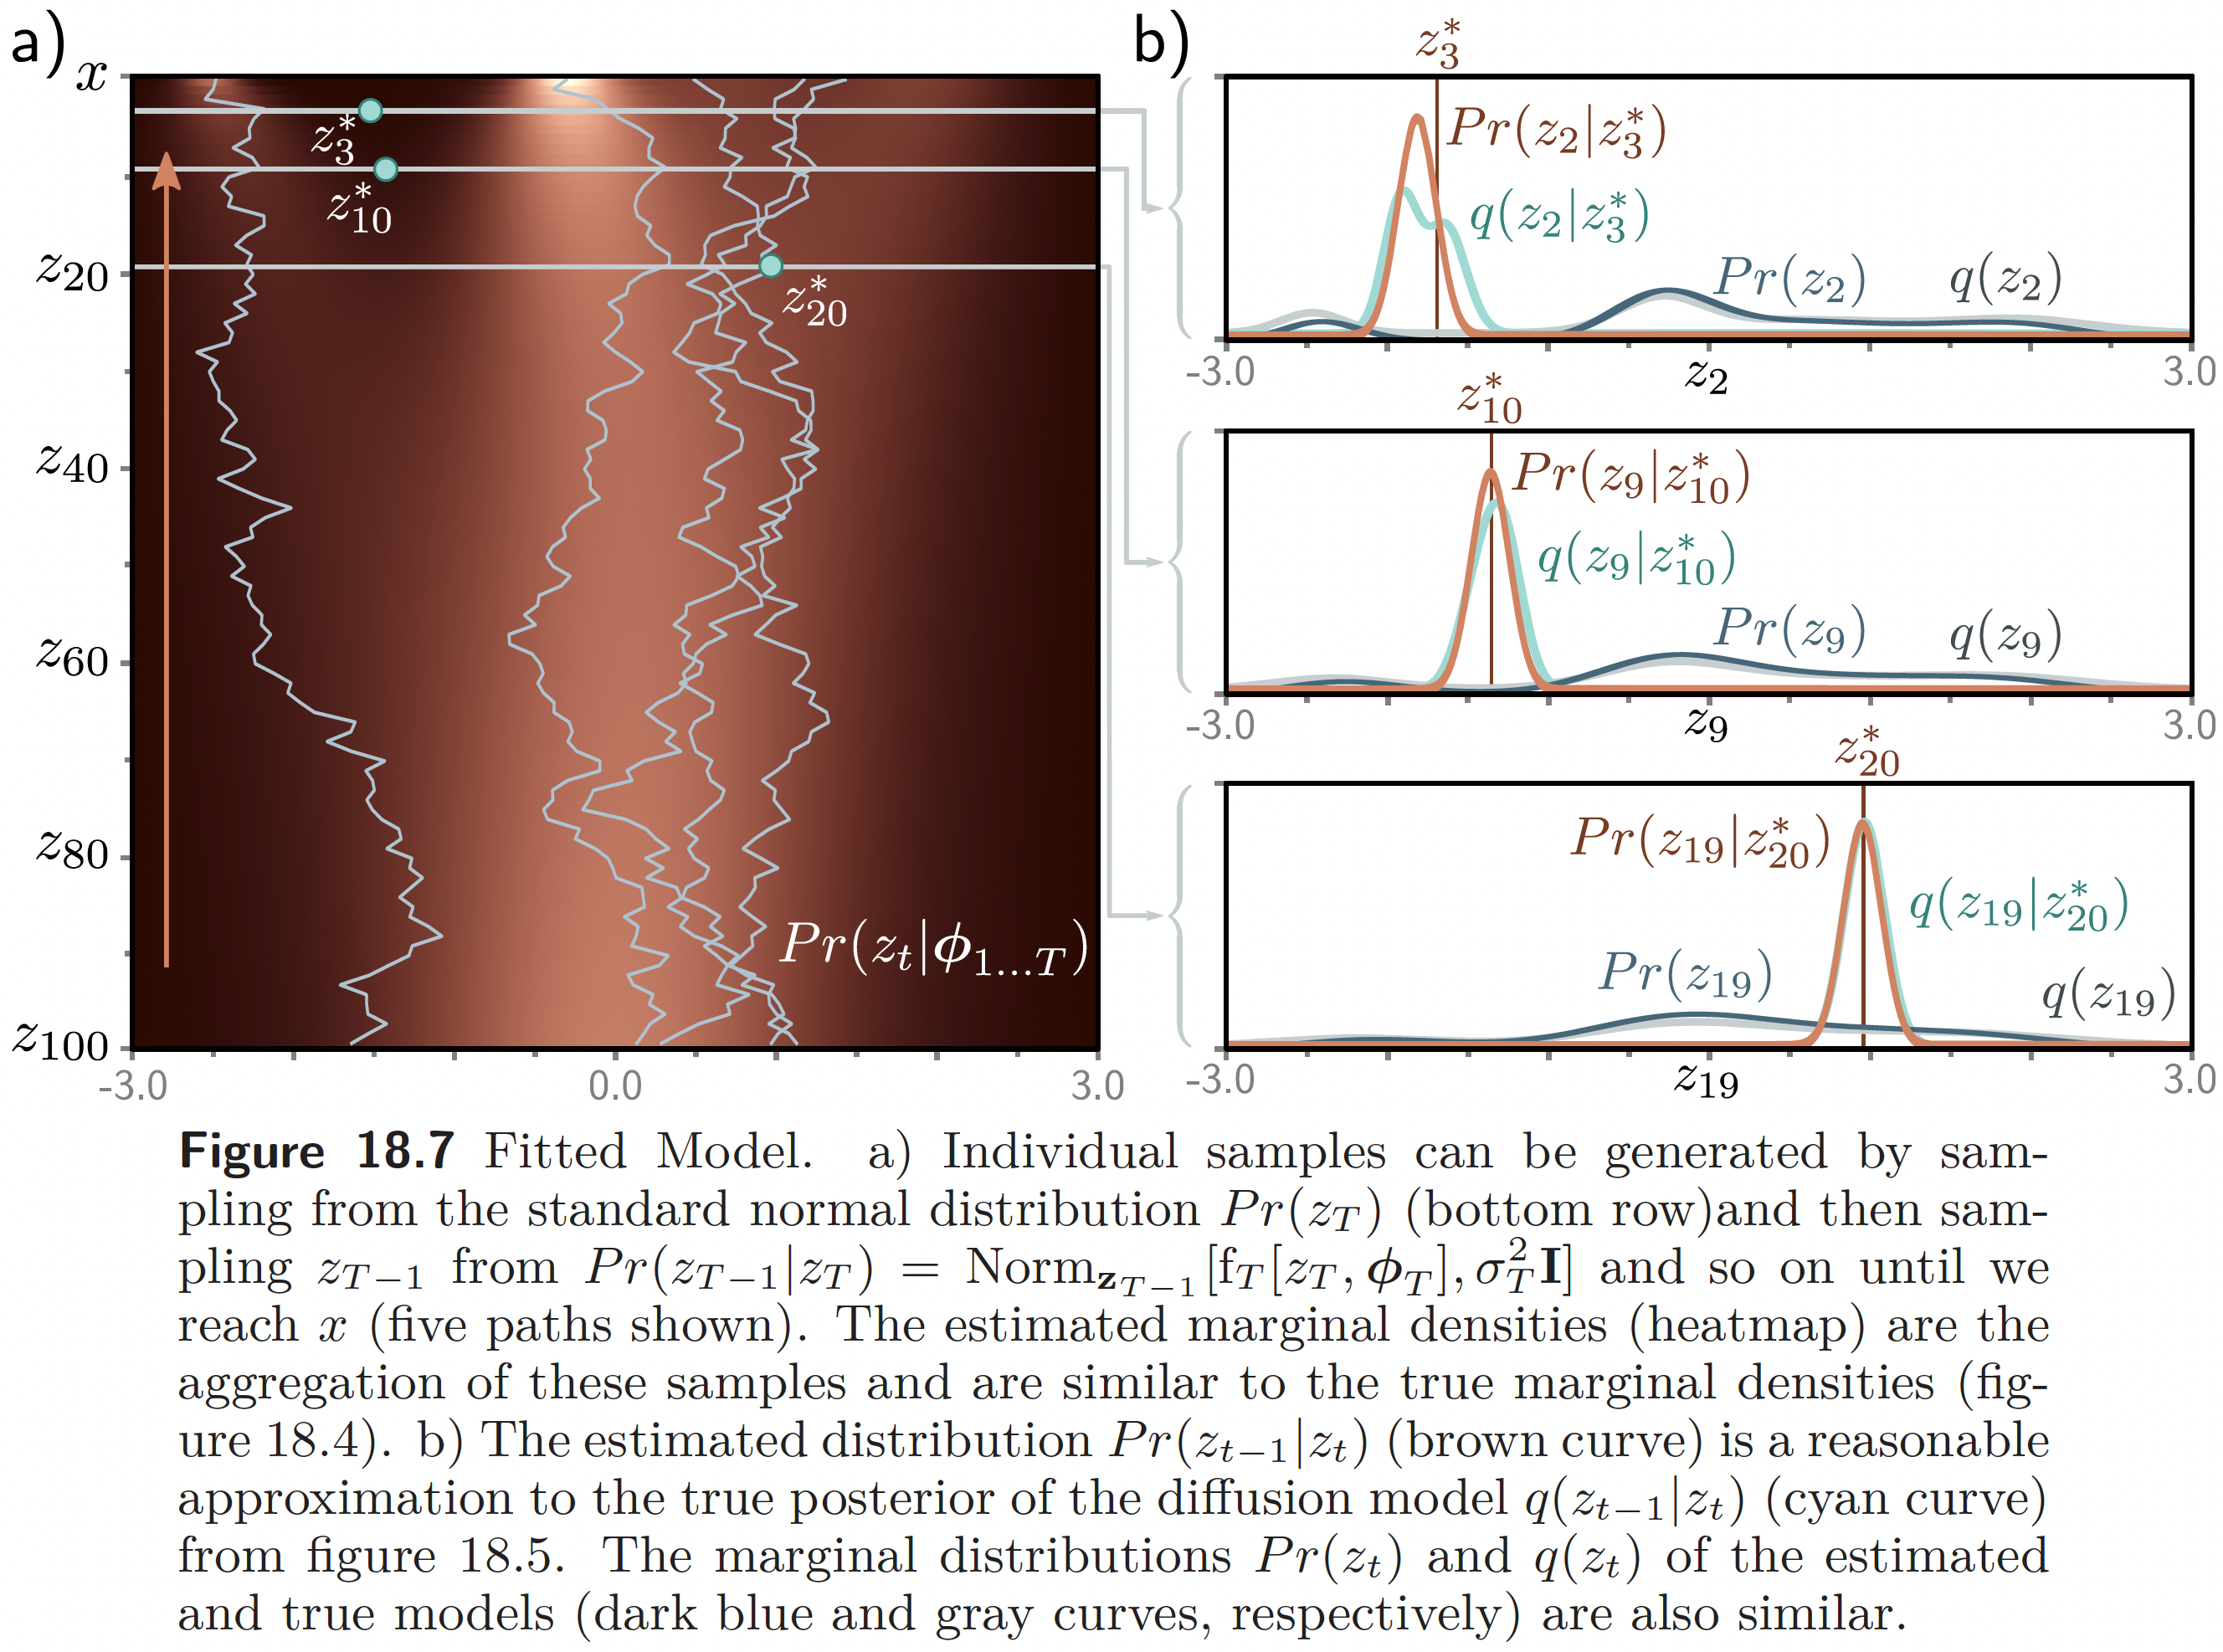 a)
x
z*3
z*10
z20
z*20
z40
z60
z80
Pr(zt|ϕ1...T)
z100
-3.0 0.0 3.0
b)
z*3
Pr(z2|z*3)
q(z2|z*3)
Pr(z2) q(z2)
-3.0 z2 3.0
z*10
Pr(z9|z*10)
q(z9|z*10)
Pr(z9) q(z9)
-3.0 z9 3.0
z*20
Pr(z19|z*20)
q(z19|z*20)
Pr(z19) q(z19)
-3.0 z19 3.0
Figure 18.7 Fitted Model. a) Individual samples can be generated by sam-
pling from the standard normal distribution Pr(zT) (bottom row)and then sam-
pling zT−1 from Pr(zT−1|zT) = NormzT−1[fT[zT, ϕT], σ²T I] and so on until we
reach x (five paths shown). The estimated marginal densities (heatmap) are the
aggregation of these samples and are similar to the true marginal densities (fig-
ure 18.4). b) The estimated distribution Pr(zt−1|zt) (brown curve) is a reasonable
approximation to the true posterior of the diffusion model q(zt−1|zt) (cyan curve)
from figure 18.5. The marginal distributions Pr(zt) and q(zt) of the estimated
and true models (dark blue and gray curves, respectively) are also similar.